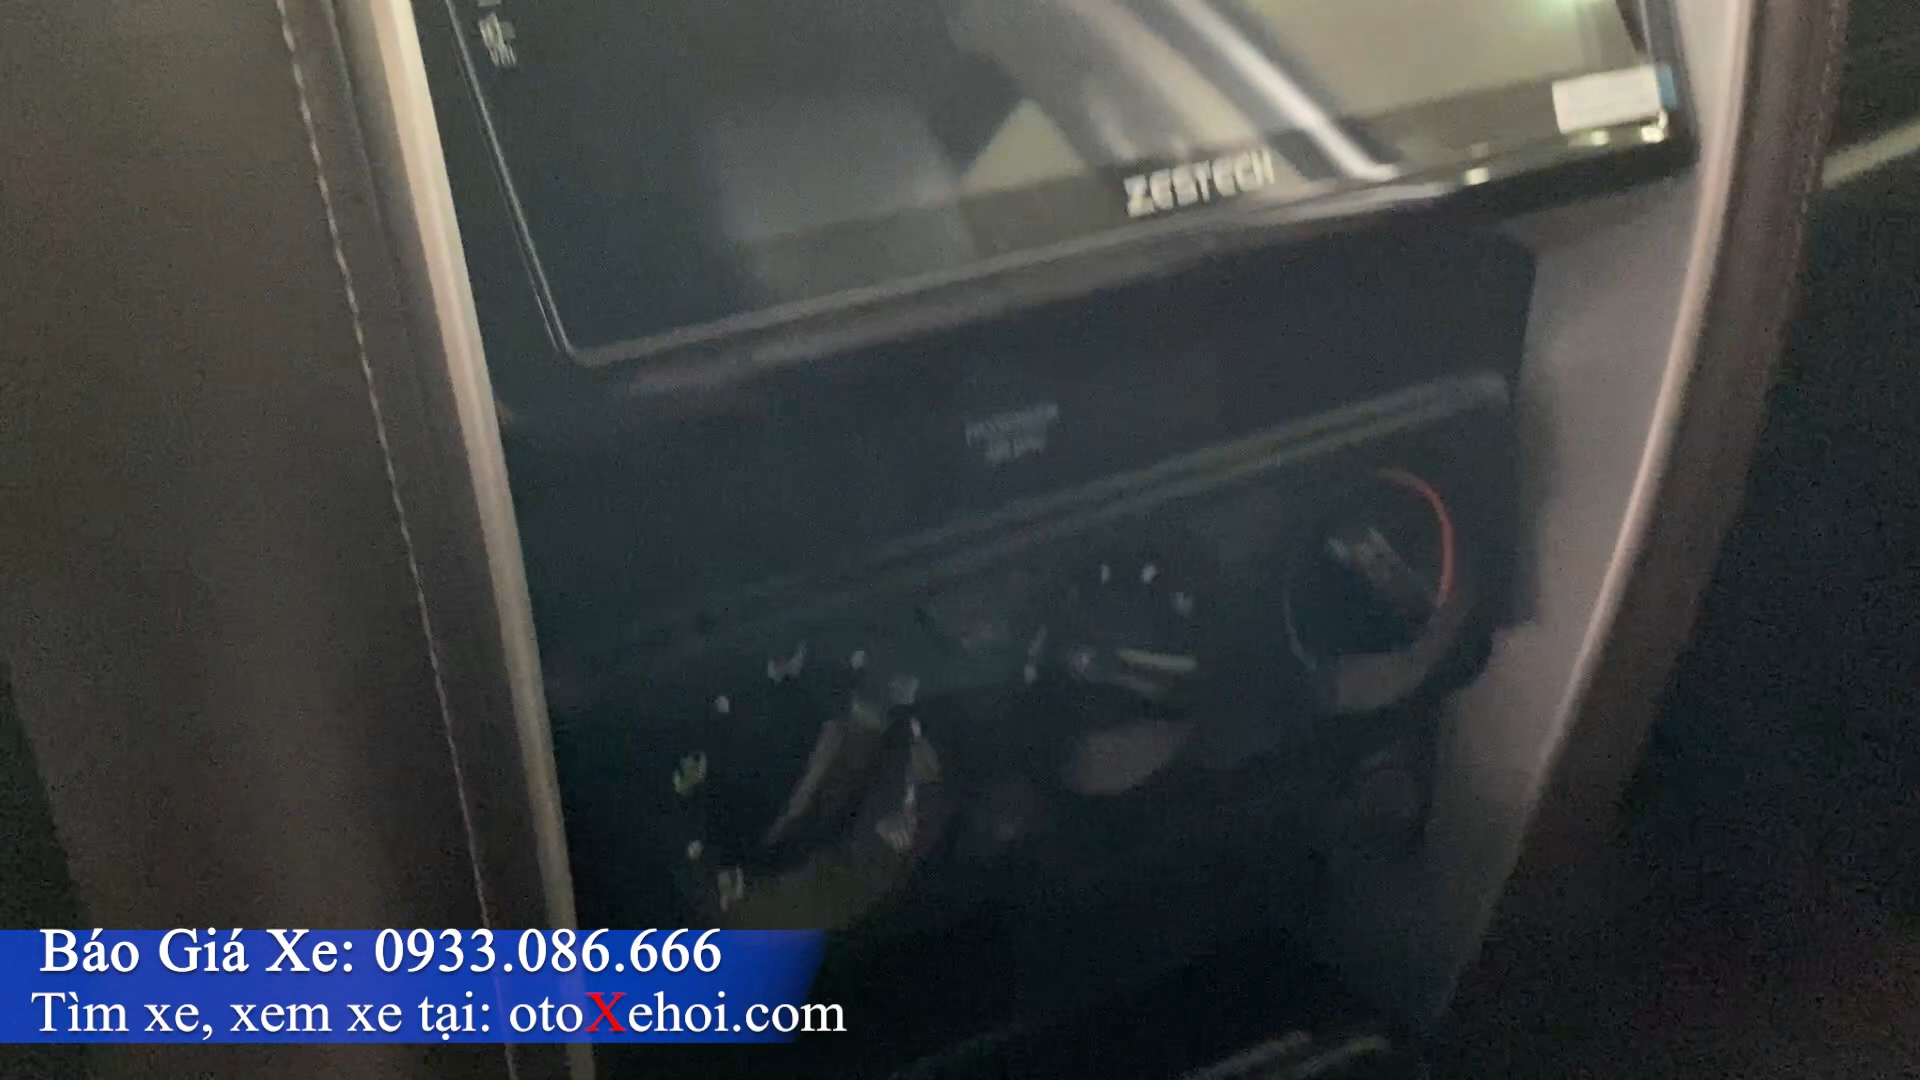 ZESTECH
Báo Giá Xe: 0933.086.666
Tìm xe, xem xe tại: otoXehoi.com